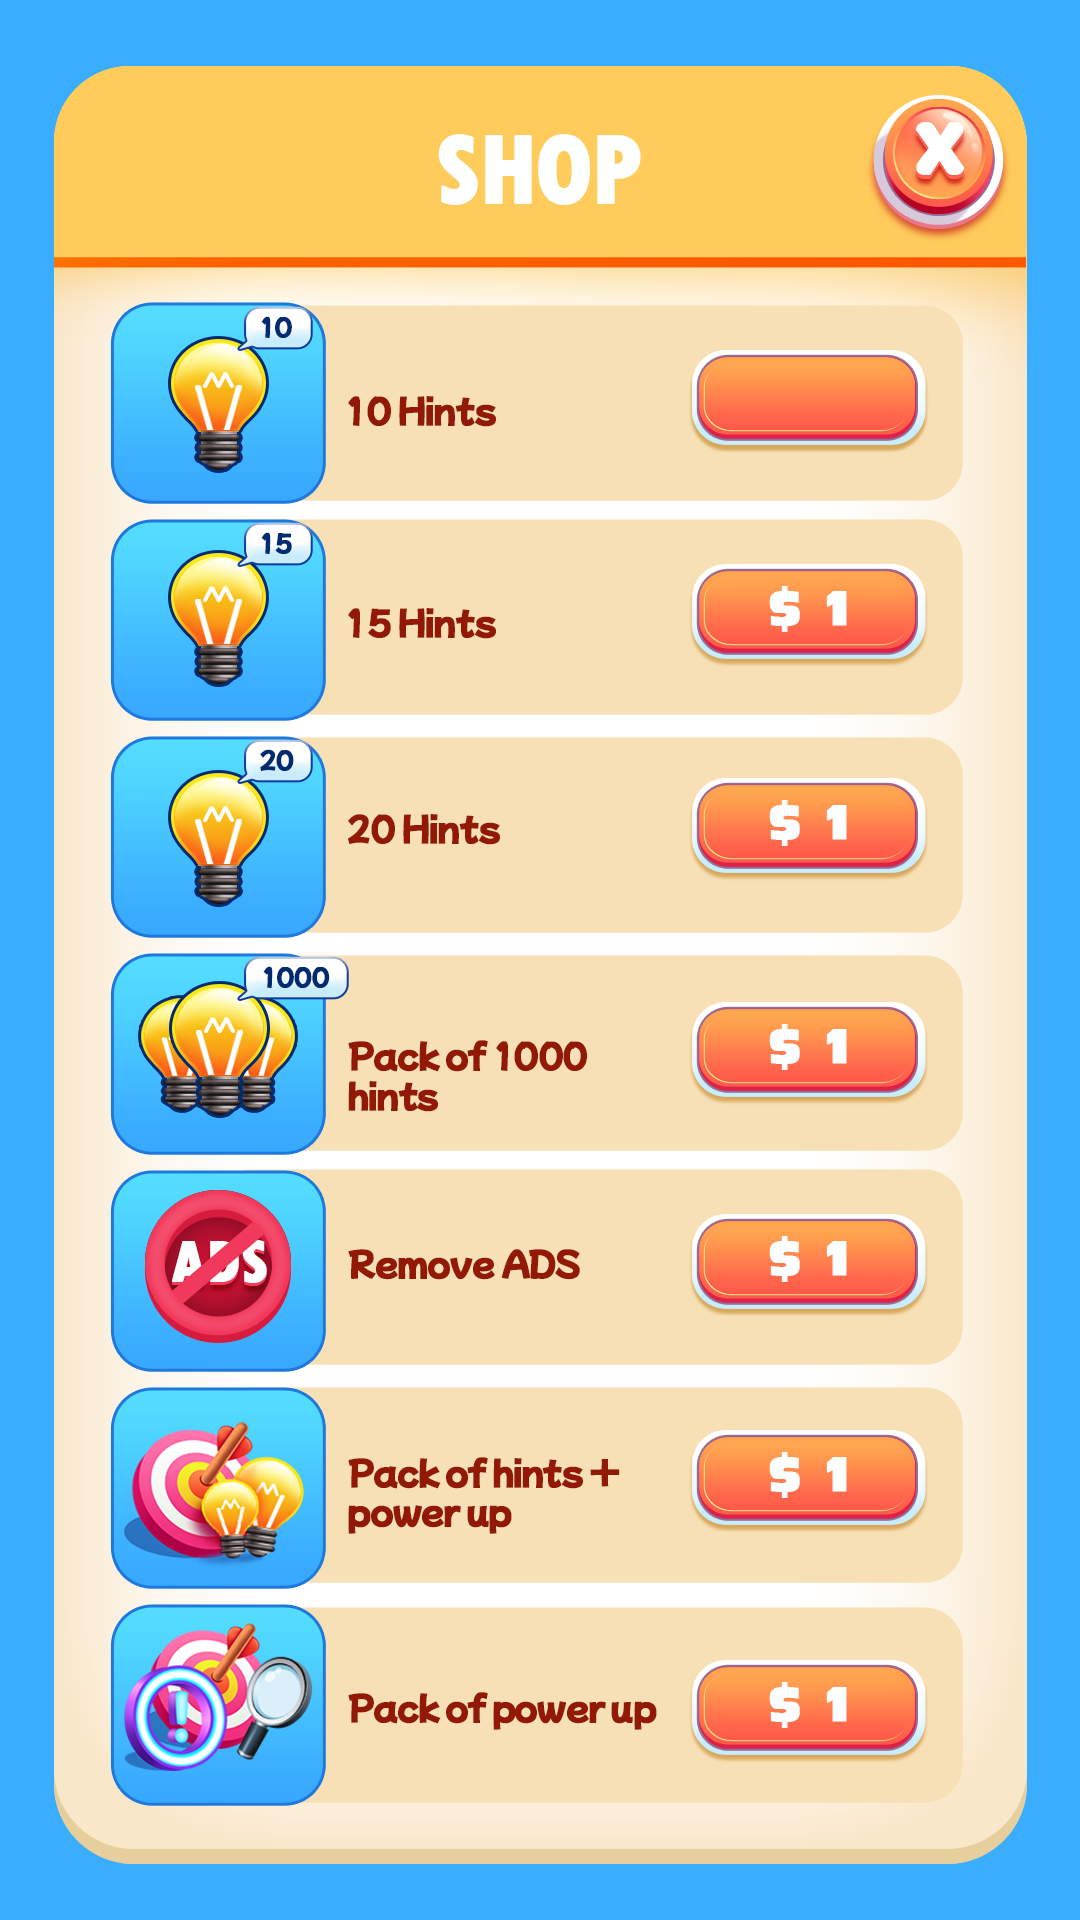 SHOP
X
10
10 Hints
15
15 Hints
$ 1
20
20 Hints
$ 1
1000
Pack of 1000
hints
$ 1
ADS
Remove ADS
$ 1
Pack of hints +
power up
$ 1
!
Pack of power up
$ 1